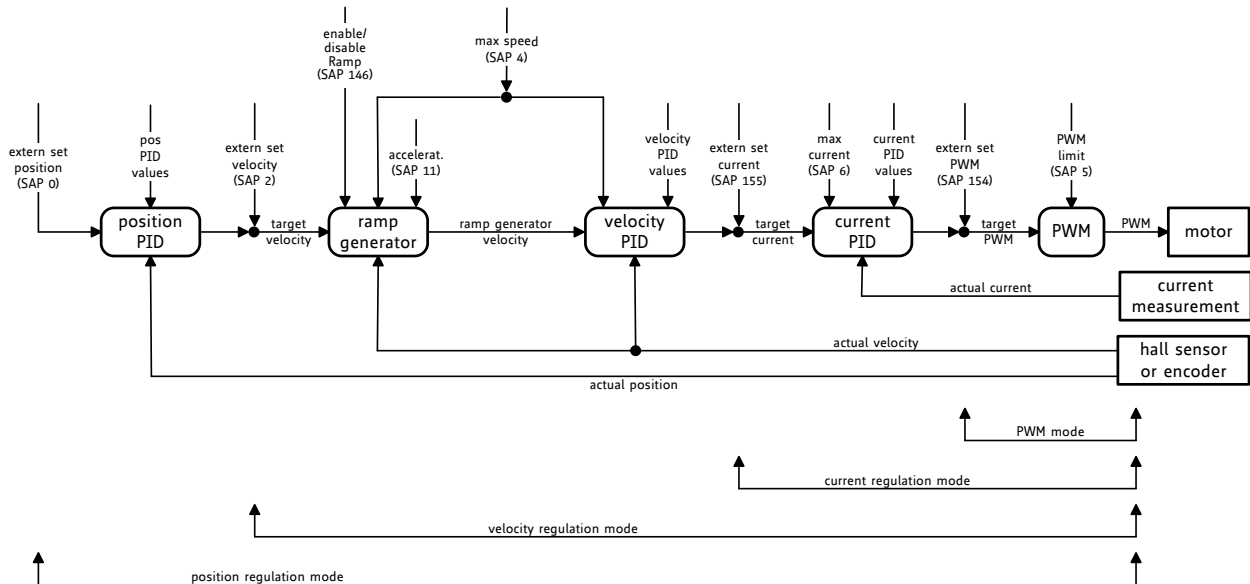 enable/
disable
Ramp
(SAP 146)
max speed
(SAP 4)
extern set
position
(SAP 0)
pos
PID
values
extern set
velocity
(SAP 2)
accelerat.
(SAP 11)
velocity
PID
values
extern set
current
(SAP 155)
max
current
(SAP 6)
current
PID
values
extern set
PWM
(SAP 154)
PWM
limit
(SAP 5)
position
PID
target
velocity
ramp
generator
ramp generator
velocity
velocity
PID
target
current
current
PID
target
PWM
PWM
PWM
motor
actual current
current
measurement
actual velocity
hall sensor
or encoder
actual position
PWM mode
current regulation mode
velocity regulation mode
position regulation mode